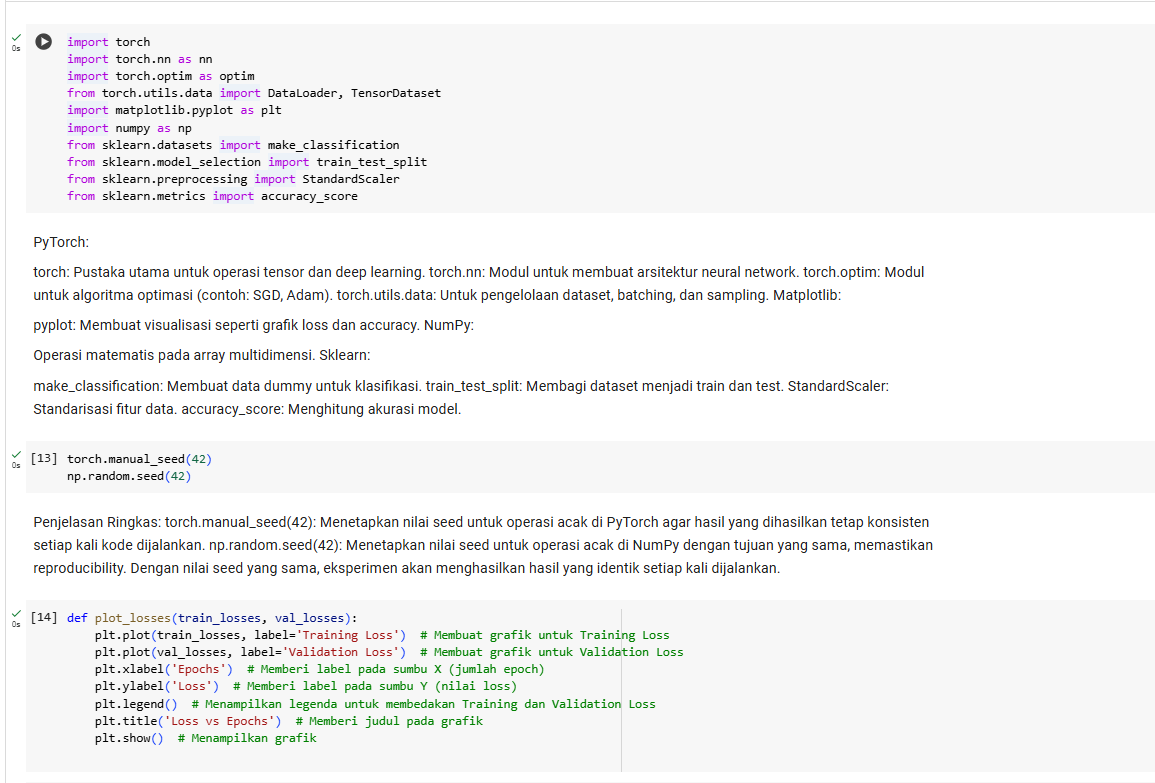 0s
import torch
import torch.nn as nn
import torch.optim as optim
from torch.utils.data import DataLoader, TensorDataset
import matplotlib.pyplot as plt
import numpy as np
from sklearn.datasets import make_classification
from sklearn.model_selection import train_test_split
from sklearn.preprocessing import StandardScaler
from sklearn.metrics import accuracy_score
PyTorch:
torch: Pustaka utama untuk operasi tensor dan deep learning. torch.nn: Modul untuk membuat arsitektur neural network. torch.optim: Modul
untuk algoritma optimasi (contoh: SGD, Adam). torch.utils.data: Untuk pengelolaan dataset, batching, dan sampling. Matplotlib:
pyplot: Membuat visualisasi seperti grafik loss dan accuracy. NumPy:
Operasi matematis pada array multidimensi. Sklearn:
make_classification: Membuat data dummy untuk klasifikasi. train_test_split: Membagi dataset menjadi train dan test. StandardScaler:
Standarisasi fitur data. accuracy_score: Menghitung akurasi model.
0s
[13] torch.manual_seed(42)
np.random.seed(42)
Penjelasan Ringkas: torch.manual_seed(42): Menetapkan nilai seed untuk operasi acak di PyTorch agar hasil yang dihasilkan tetap konsisten
setiap kali kode dijalankan. np.random.seed(42): Menetapkan nilai seed untuk operasi acak di NumPy dengan tujuan yang sama, memastikan
reproducibility. Dengan nilai seed yang sama, eksperimen akan menghasilkan hasil yang identik setiap kali dijalankan.
0s
[14] def plot_losses(train_losses, val_losses):
plt.plot(train_losses, label='Training Loss')  # Membuat grafik untuk Training Loss
plt.plot(val_losses, label='Validation Loss')  # Membuat grafik untuk Validation Loss
plt.xlabel('Epochs')  # Memberi label pada sumbu X (jumlah epoch)
plt.ylabel('Loss')  # Memberi label pada sumbu Y (nilai loss)
plt.legend()  # Menampilkan legenda untuk membedakan Training dan Validation Loss
plt.title('Loss vs Epochs')  # Memberi judul pada grafik
plt.show()  # Menampilkan grafik